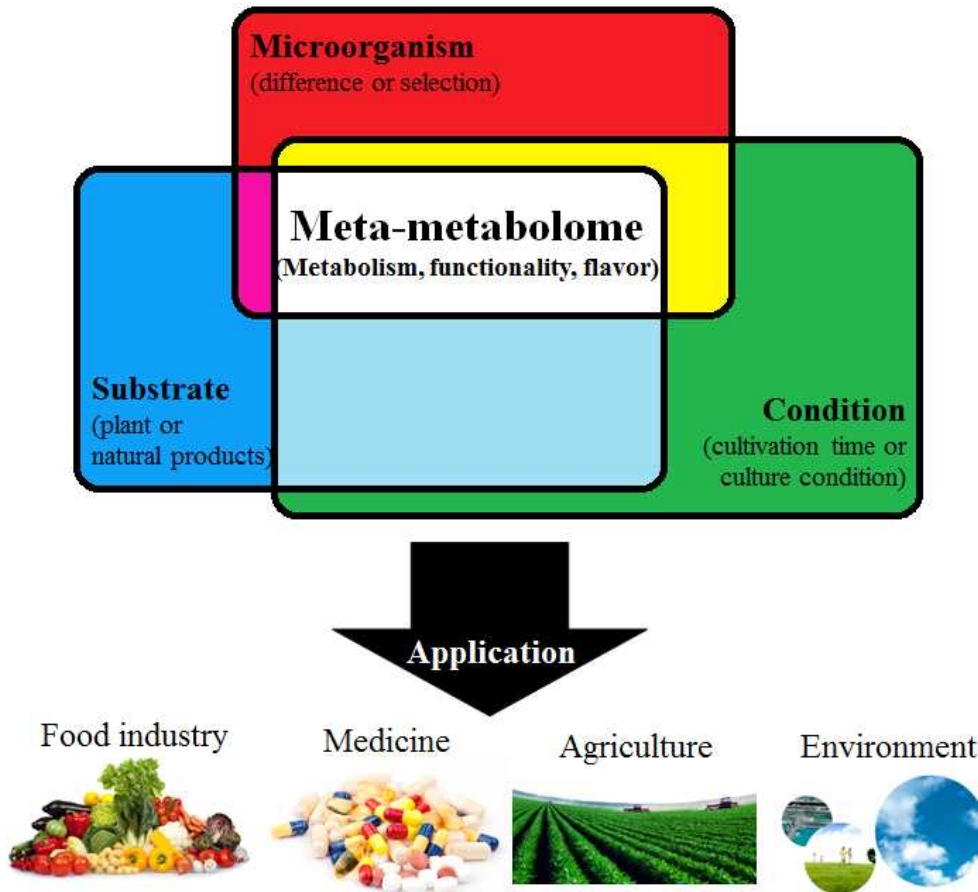 Microorganism
(difference or selection)
Meta-metabolome
(Metabolism, functionality, flavor)
Substrate
(plant or
natural products)
Condition
(cultivation time or
culture condition)
Application
Food industry
Medicine
Agriculture
Environment